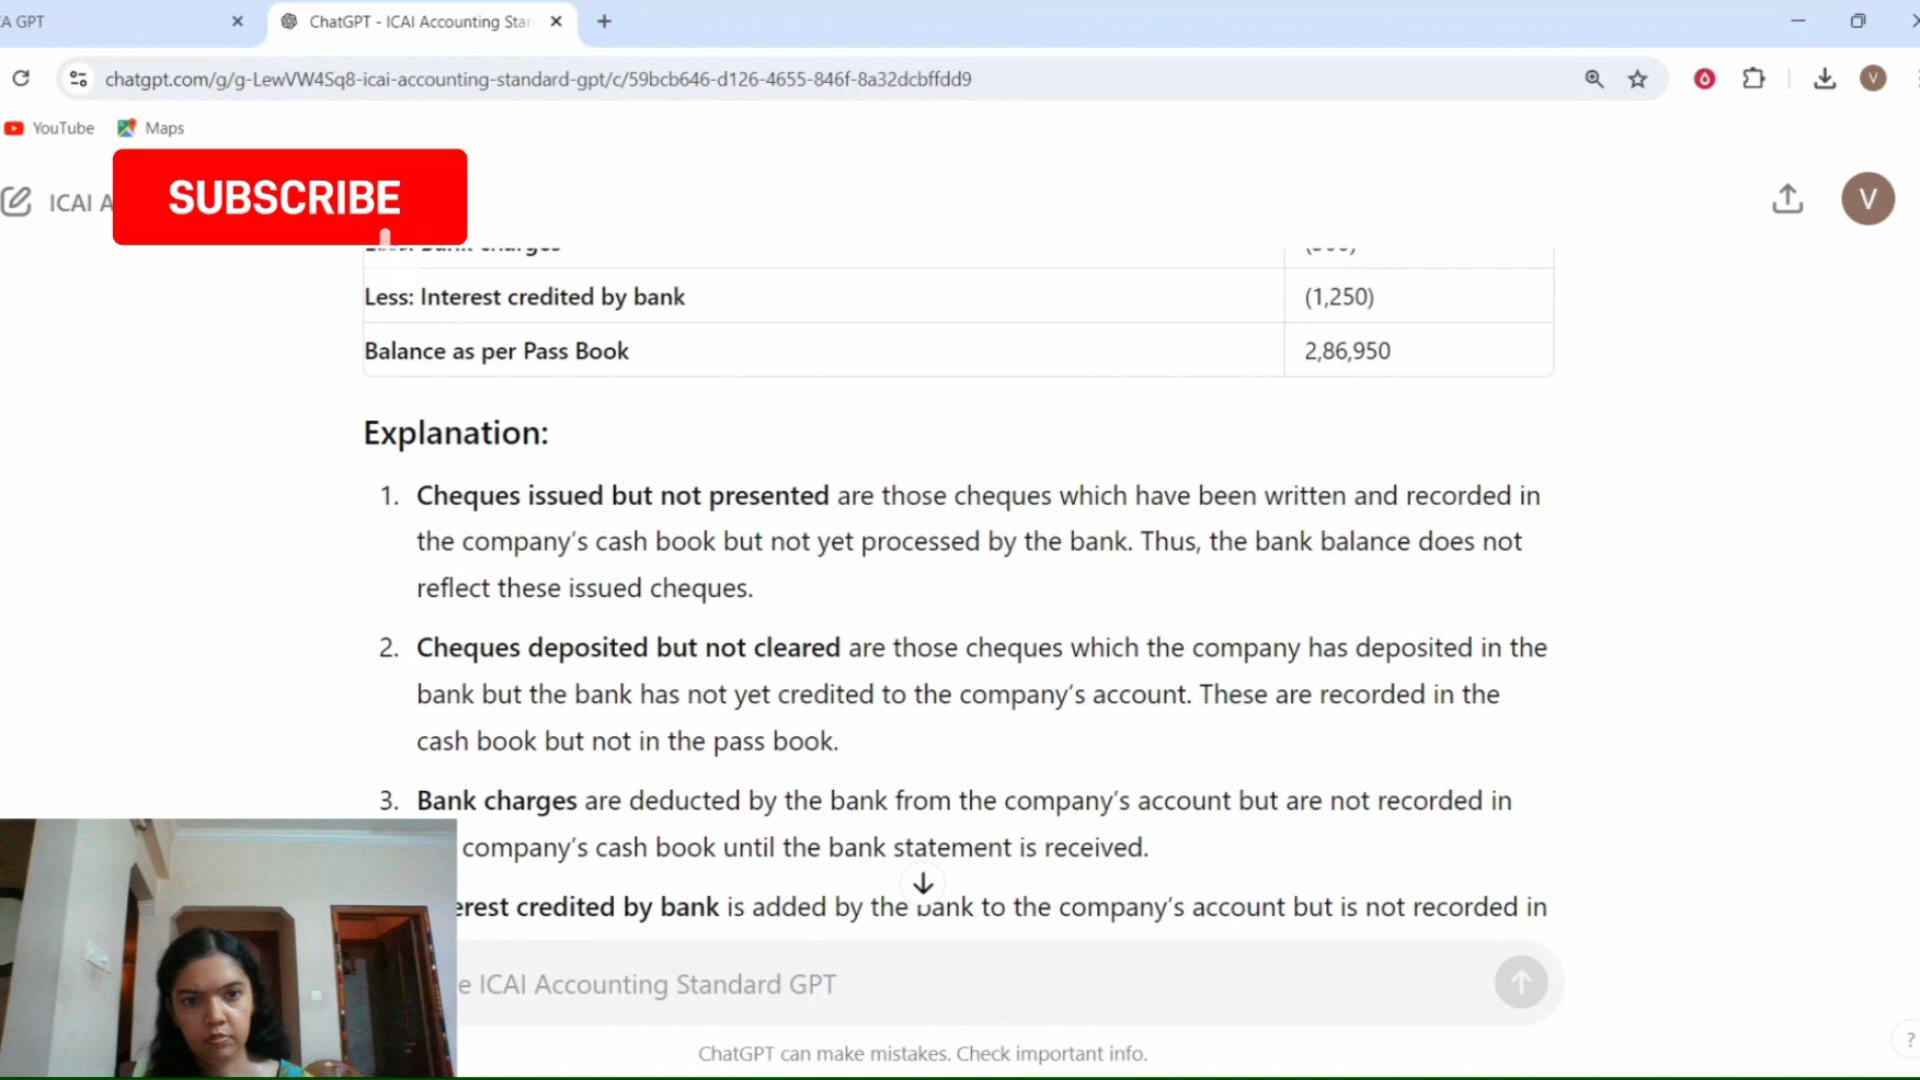 A GPT
ChatGPT - ICAI Accounting Star
chatgpt.com/g/g-LewVW4Sq8-icai-accounting-standard-gpt/c/59bcb646-d126-4655-846f-8a32dcbffdd9
V
YouTube
Maps
ICAI A
SUBSCRIBE
V
Less: Bank charges
Less: Interest credited by bank (1,250)
Balance as per Pass Book 2,86,950
Explanation:
1. Cheques issued but not presented are those cheques which have been written and recorded in
the company's cash book but not yet processed by the bank. Thus, the bank balance does not
reflect these issued cheques.
2. Cheques deposited but not cleared are those cheques which the company has deposited in the
bank but the bank has not yet credited to the company's account. These are recorded in the
cash book but not in the pass book.
3. Bank charges are deducted by the bank from the company's account but are not recorded in
company's cash book until the bank statement is received.
erest credited by bank is added by the bank to the company's account but is not recorded in
e ICAI Accounting Standard GPT
ChatGPT can make mistakes. Check important info.
?